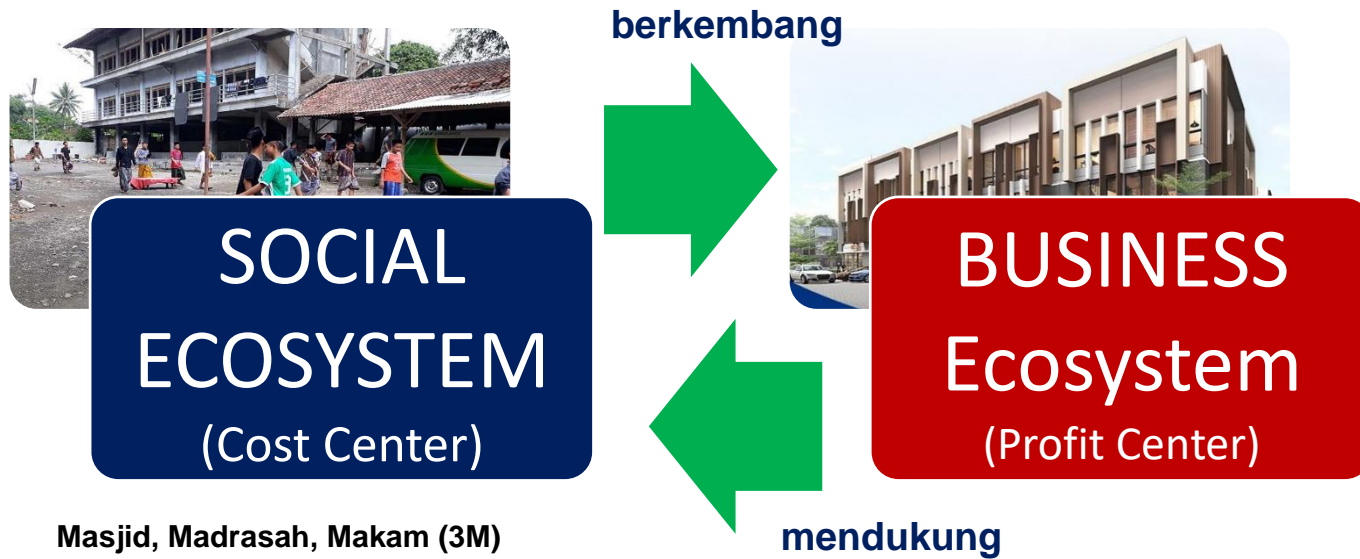 berkembang
SOCIAL
ECOSYSTEM
(Cost Center)
BUSINESS
Ecosystem
(Profit Center)
Masjid, Madrasah, Makam (3M)
mendukung